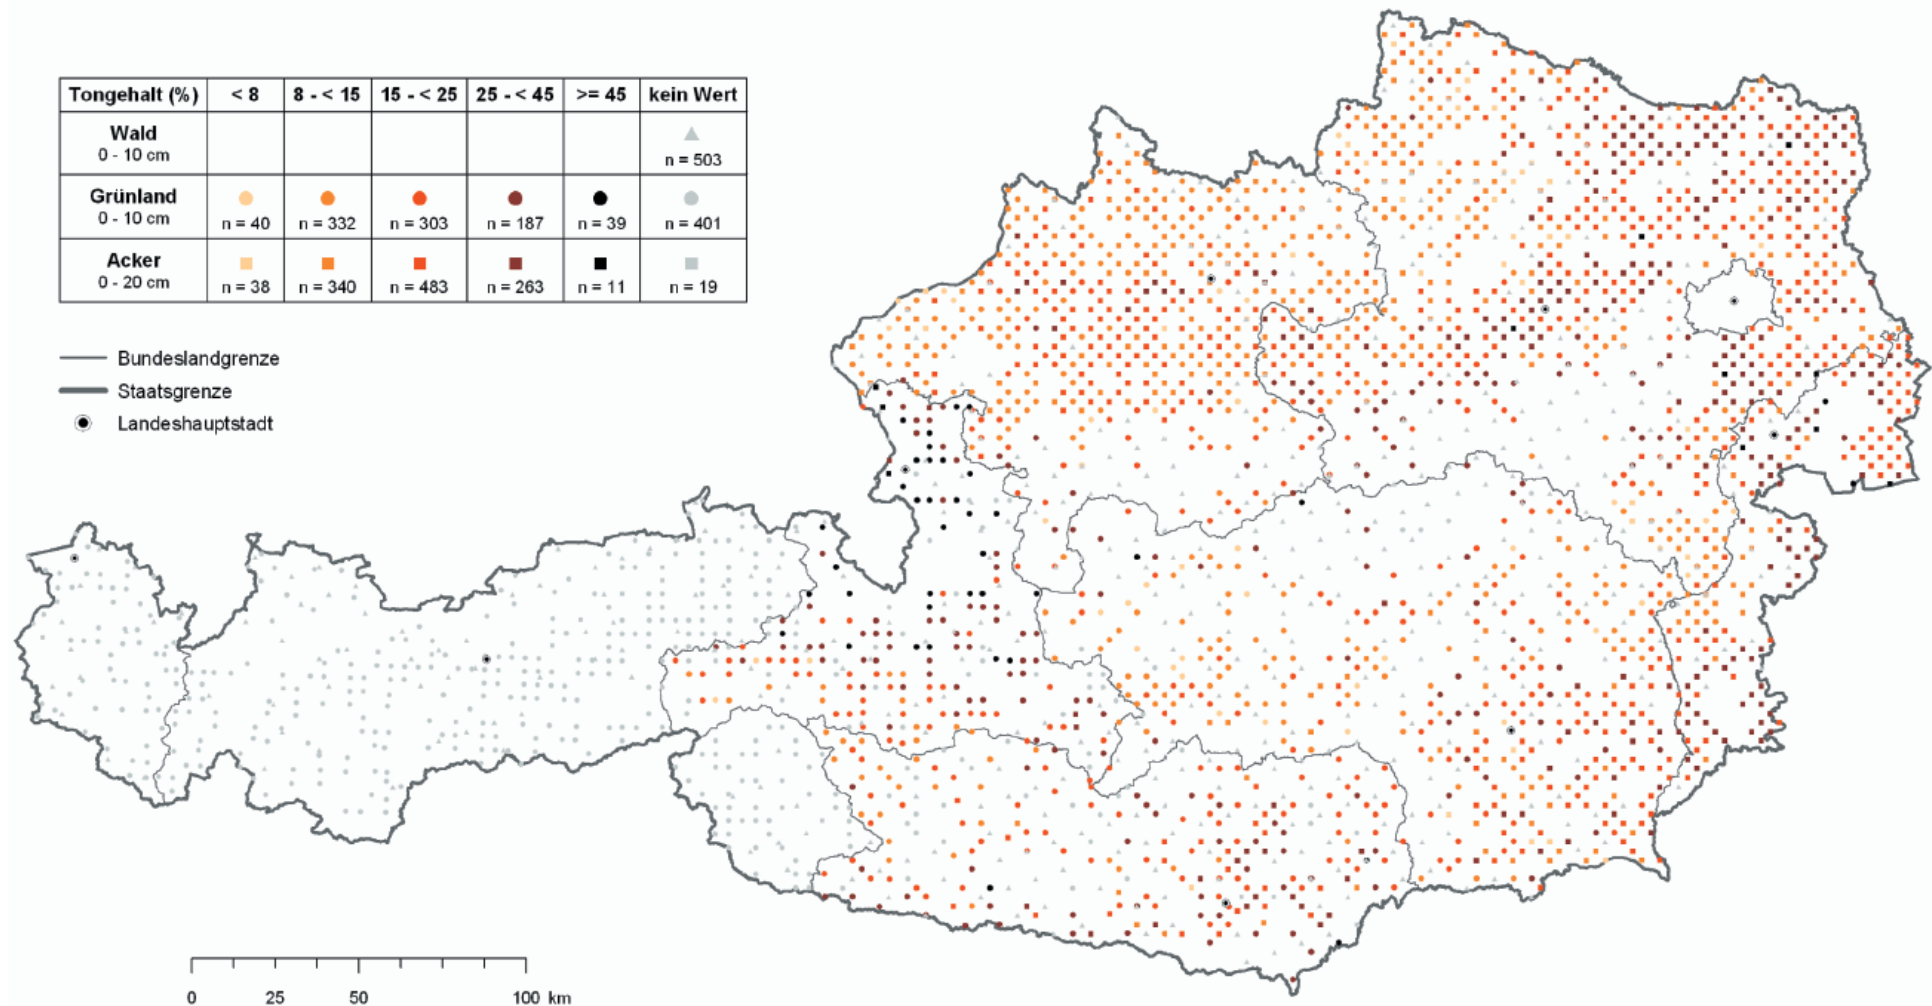 Tongehalt (%) < 8 8 - < 15 15 - < 25 25 - < 45 >= 45 kein Wert
Wald
0 - 10 cm
n = 503
Grünland
0 - 10 cm
n = 40 n = 332 n = 303 n = 187 n = 39 n = 401
Acker
0 - 20 cm
n = 38 n = 340 n = 483 n = 263 n = 11 n = 19
Bundeslandgrenze
Staatsgrenze
Landeshauptstadt
0 25 50 100 km